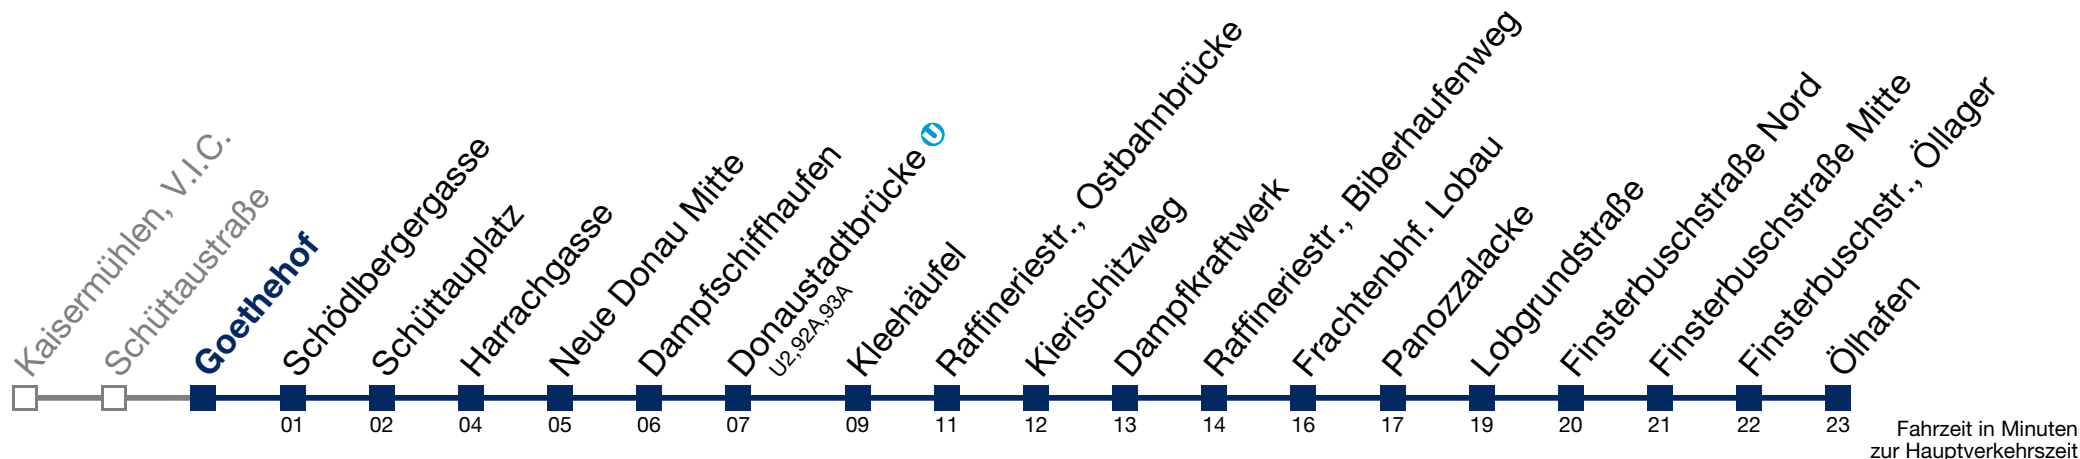 Kaisermühlen, V.I.C.
Schüttaustraße
Goethehof
Schödlbergergasse
Schüttauplatz
Harrachgasse
Neue Donau Mitte
Dampfschiffhaufen
Donaustadtbrücke U
U2,92A,93A
Kleehäufel
Raffineriestr., Ostbahnbrücke
Kierischitzweg
Dampfkraftwerk
Raffineriestr., Biberhaufenweg
Frachtenbhf. Lobau
Panozzalacke
Lobgrundstraße
Finsterbuschstraße Nord
Finsterbuschstraße Mitte
Finsterbuschstr., Öllager
Ölhafen
01 02 04 05 06 07 09 11 12 13 14 16 17 19 20 21 22 23
Fahrzeit in Minuten
zur Hauptverkehrszeit